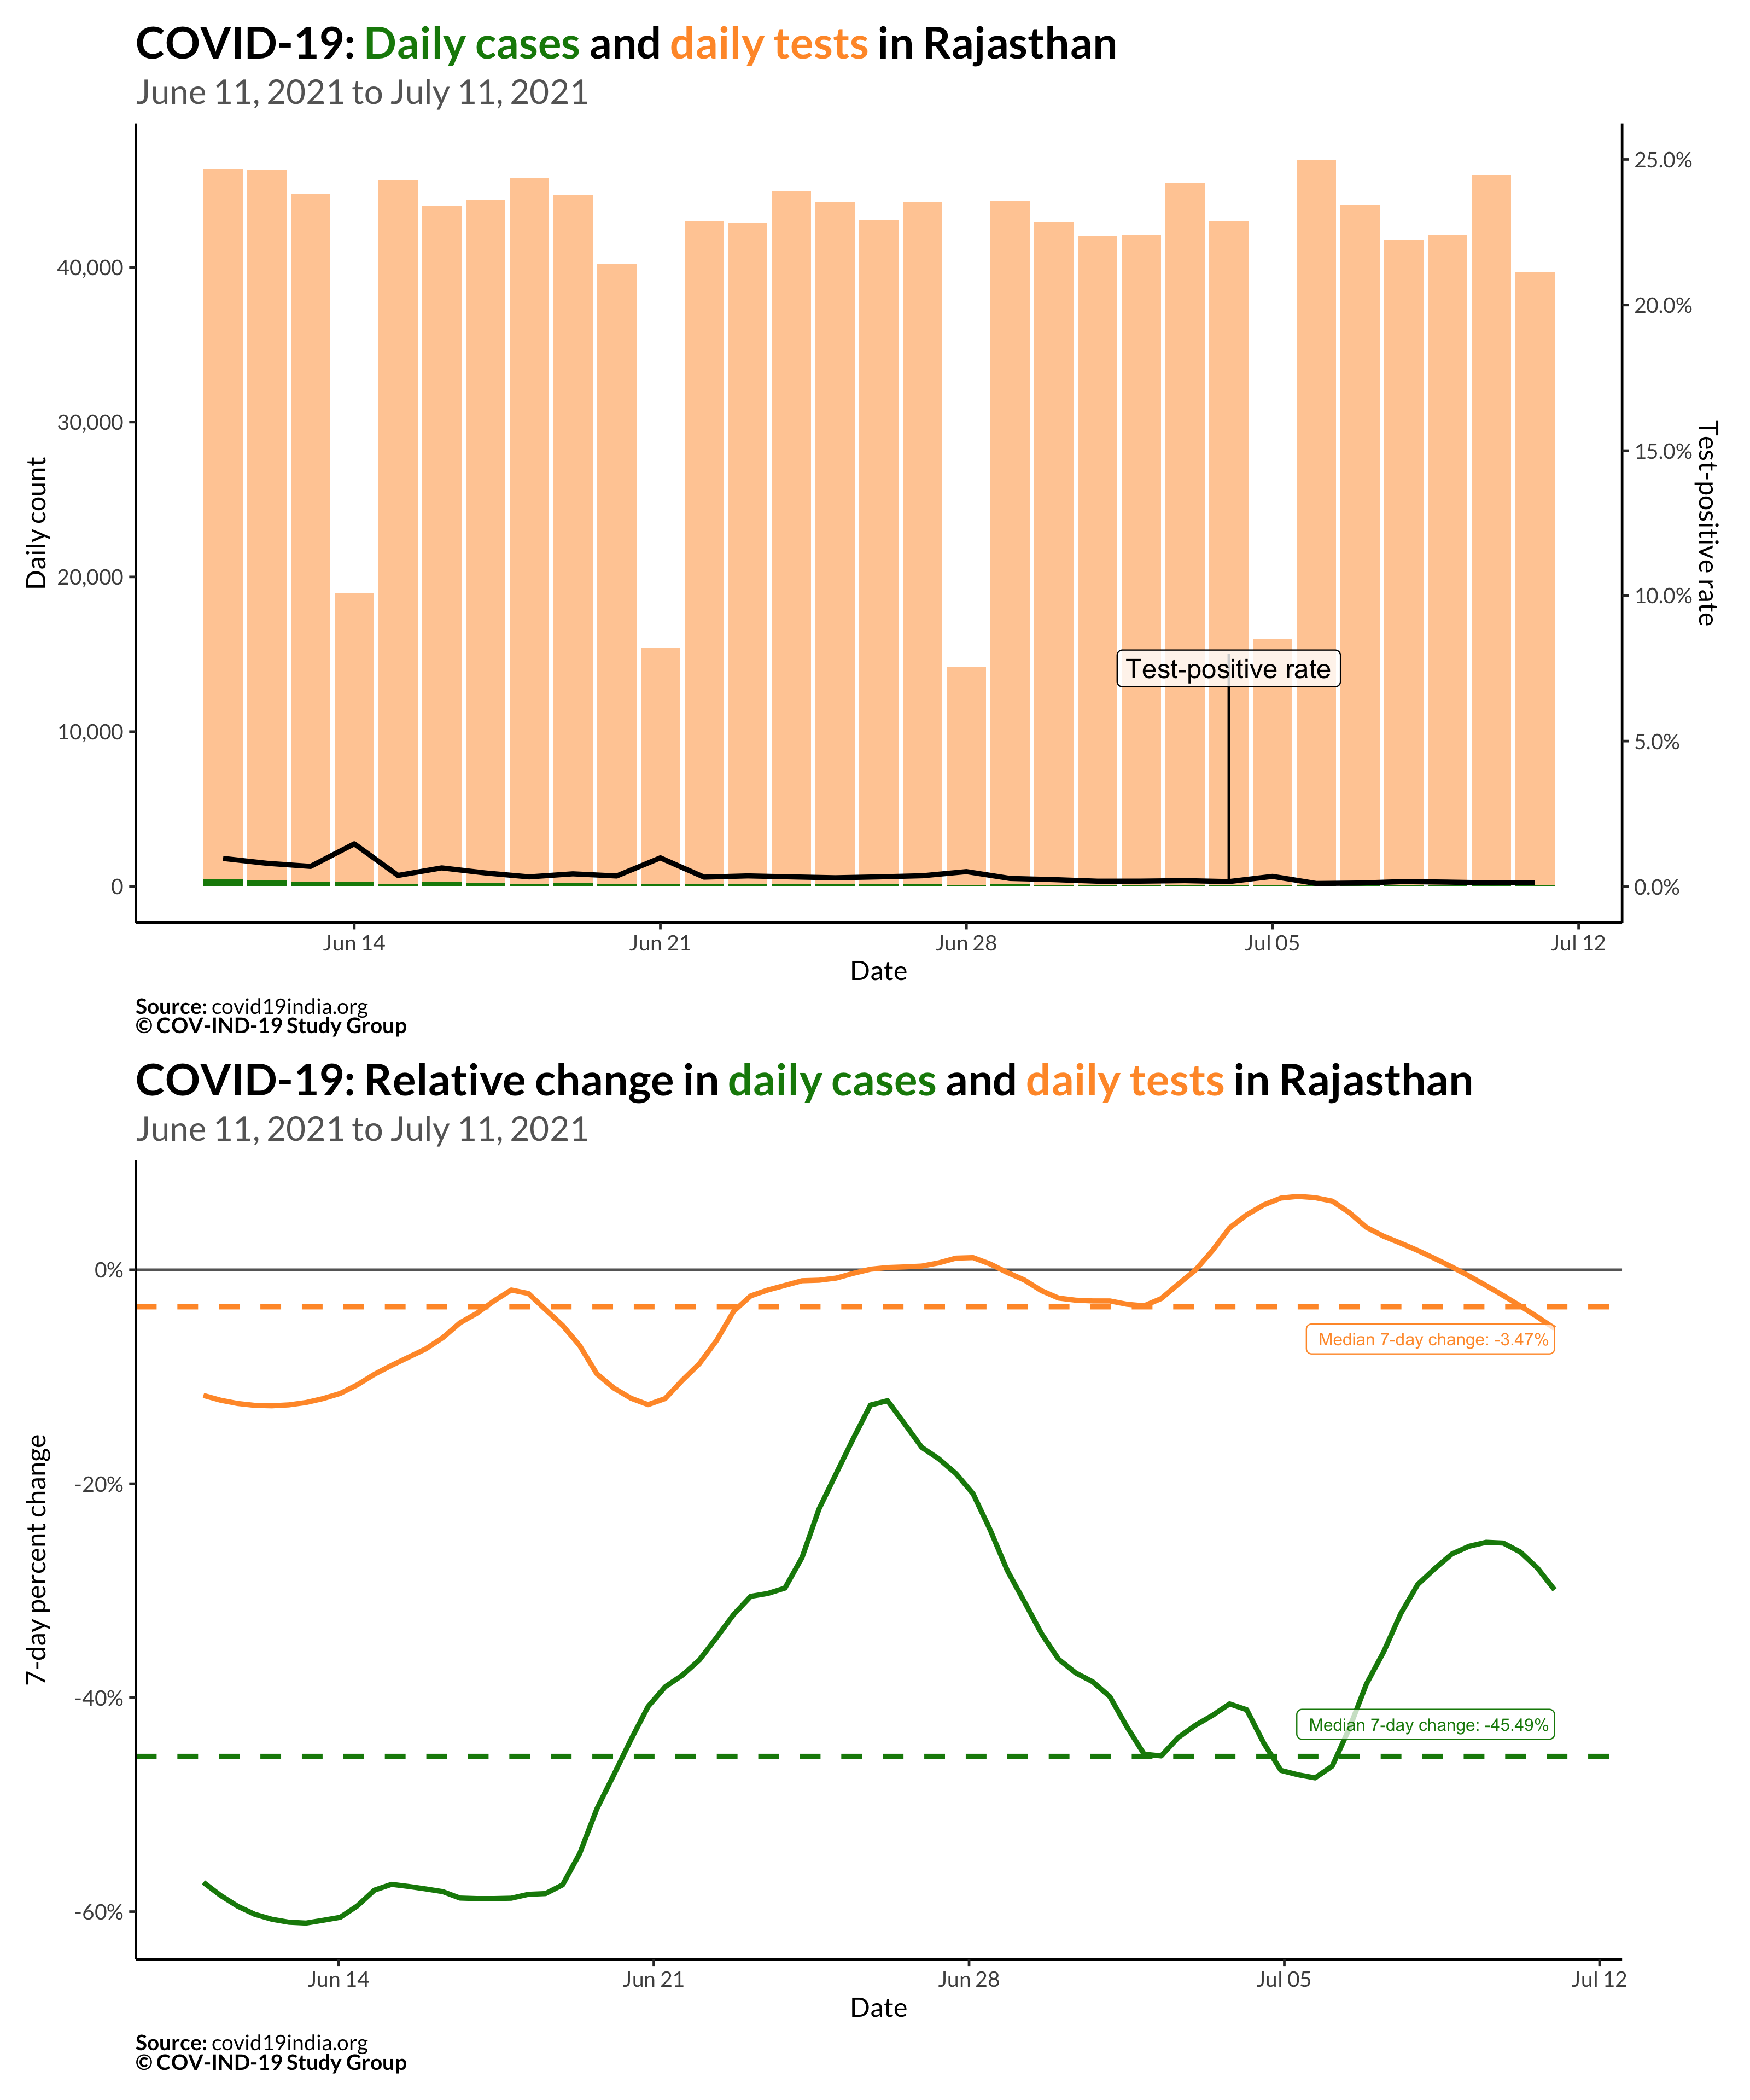 COVID-19: Daily cases and daily tests in Rajasthan
June 11, 2021 to July 11, 2021
Daily count
40,000
30,000
20,000
10,000
0
25.0%
20.0%
15.0%
10.0%
5.0%
0.0%
Test-positive rate
Test-positive rate
Jun 14
Jun 21
Jun 28
Jul 05
Jul 12
Date
Source: covid19india.org
© COV-IND-19 Study Group
COVID-19: Relative change in daily cases and daily tests in Rajasthan
June 11, 2021 to July 11, 2021
7-day percent change
0%
-20%
-40%
-60%
Median 7-day change: -3.47%
Median 7-day change: -45.49%
Jun 14
Jun 21
Jun 28
Jul 05
Jul 12
Date
Source: covid19india.org
© COV-IND-19 Study Group